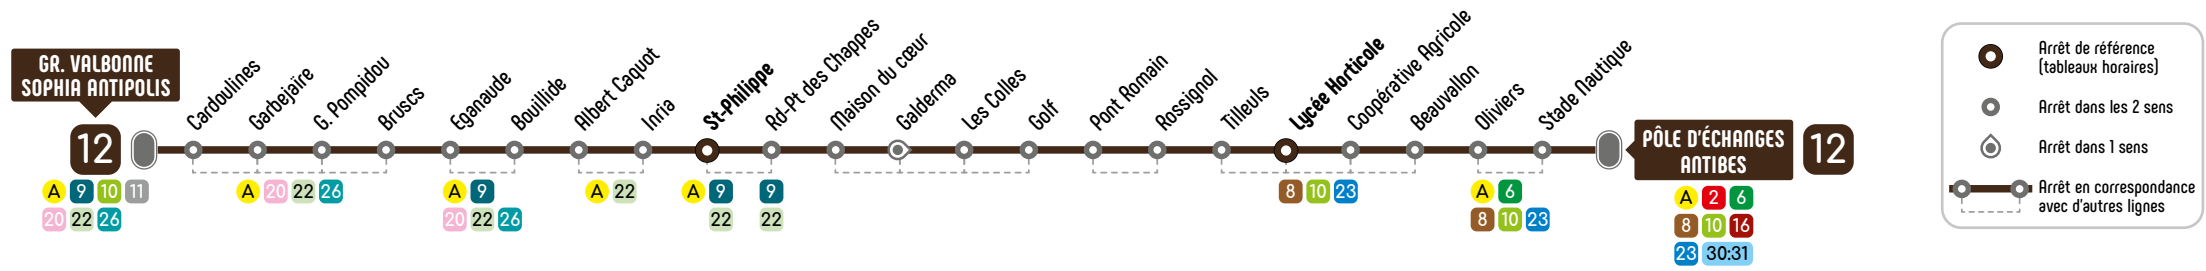 GR. VALBONNE
SOPHIA ANTIPOLIS
12
A 9 10 11
20 22 26
Cardoulines
Garbejaïre
G. Pompidou
Bruscs
A 20 22 26
Eganaude
Bouillide
A 9
20 22 26
Albert Caquot
Inria
A 22
St-Philippe
A 9
22
Rd-Pt des Chappes
9
22
Maison du cœur
Galderma
Les Colles
Golf
Pont Romain
Rossignol
Tilleuls
Lycée Horticole
Coopérative Agricole
Beauvallon
8 10 23
Oliviers
Stade Nautique
A 6
8 10 23
PÔLE D'ÉCHANGES
ANTIBES
12
A 2 6
8 10 16
23 30:31
Arrêt de référence
(tableaux horaires)
Arrêt dans les 2 sens
Arrêt dans 1 sens
Arrêt en correspondance
avec d'autres lignes